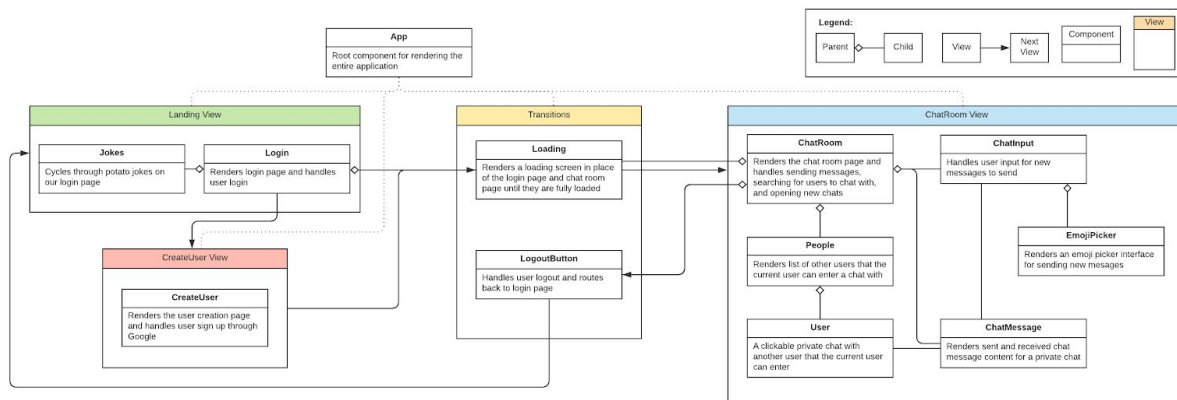 Legend:
Parent
Child
View
Next
View
Component
View
App
Root component for rendering the
entire application
Landing View
Jokes
Cycles through potato jokes on
our login page
Login
Renders login page and handles
user login
CreateUser View
CreateUser
Renders the user creation page
and handles user sign up through
Google
Transitions
Loading
Renders a loading screen in place
of the login page and chat room
page until they are fully loaded
LogoutButton
Handles user logout and routes
back to login page
ChatRoom View
ChatRoom
Renders the chat room page and
handles sending messages,
searching for users to chat with,
and opening new chats
ChatInput
Handles user input for new
messages to send
EmojiPicker
Renders an emoji picker interface
for sending new mesages
People
Renders list of other users that the
current user can enter a chat with
User
A clickable private chat with
another user that the current user
can enter
ChatMessage
Renders sent and received chat
message content for a private chat